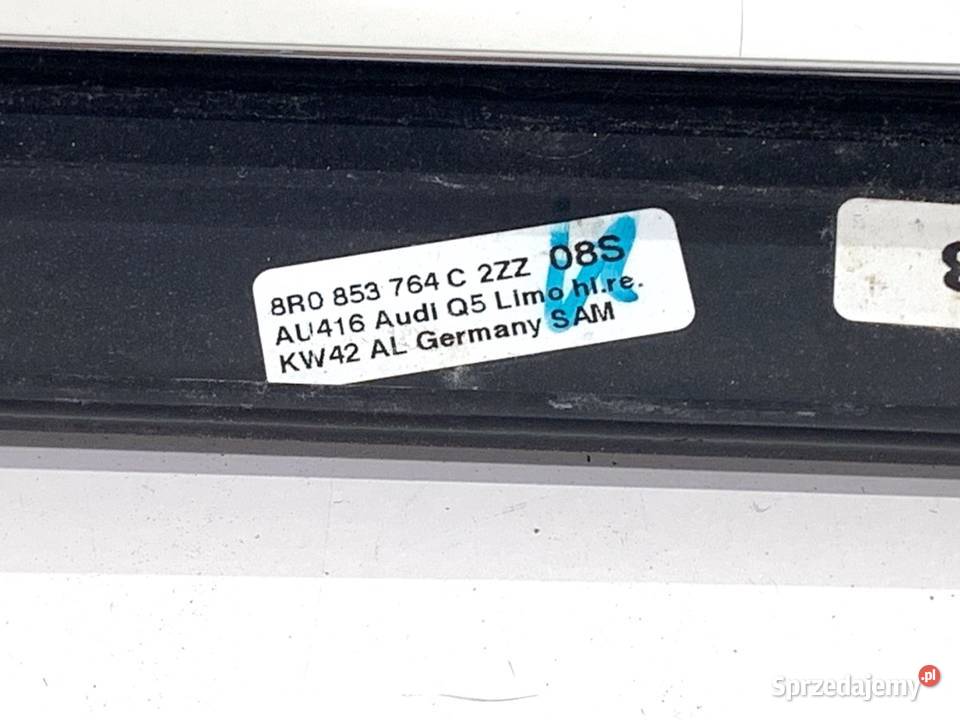 8R0 853 764 C 2ZZ 08S
AU416 Audi Q5 Limo hl.re.
KW42 AL Germany SAM
Sprzedajemy.pl